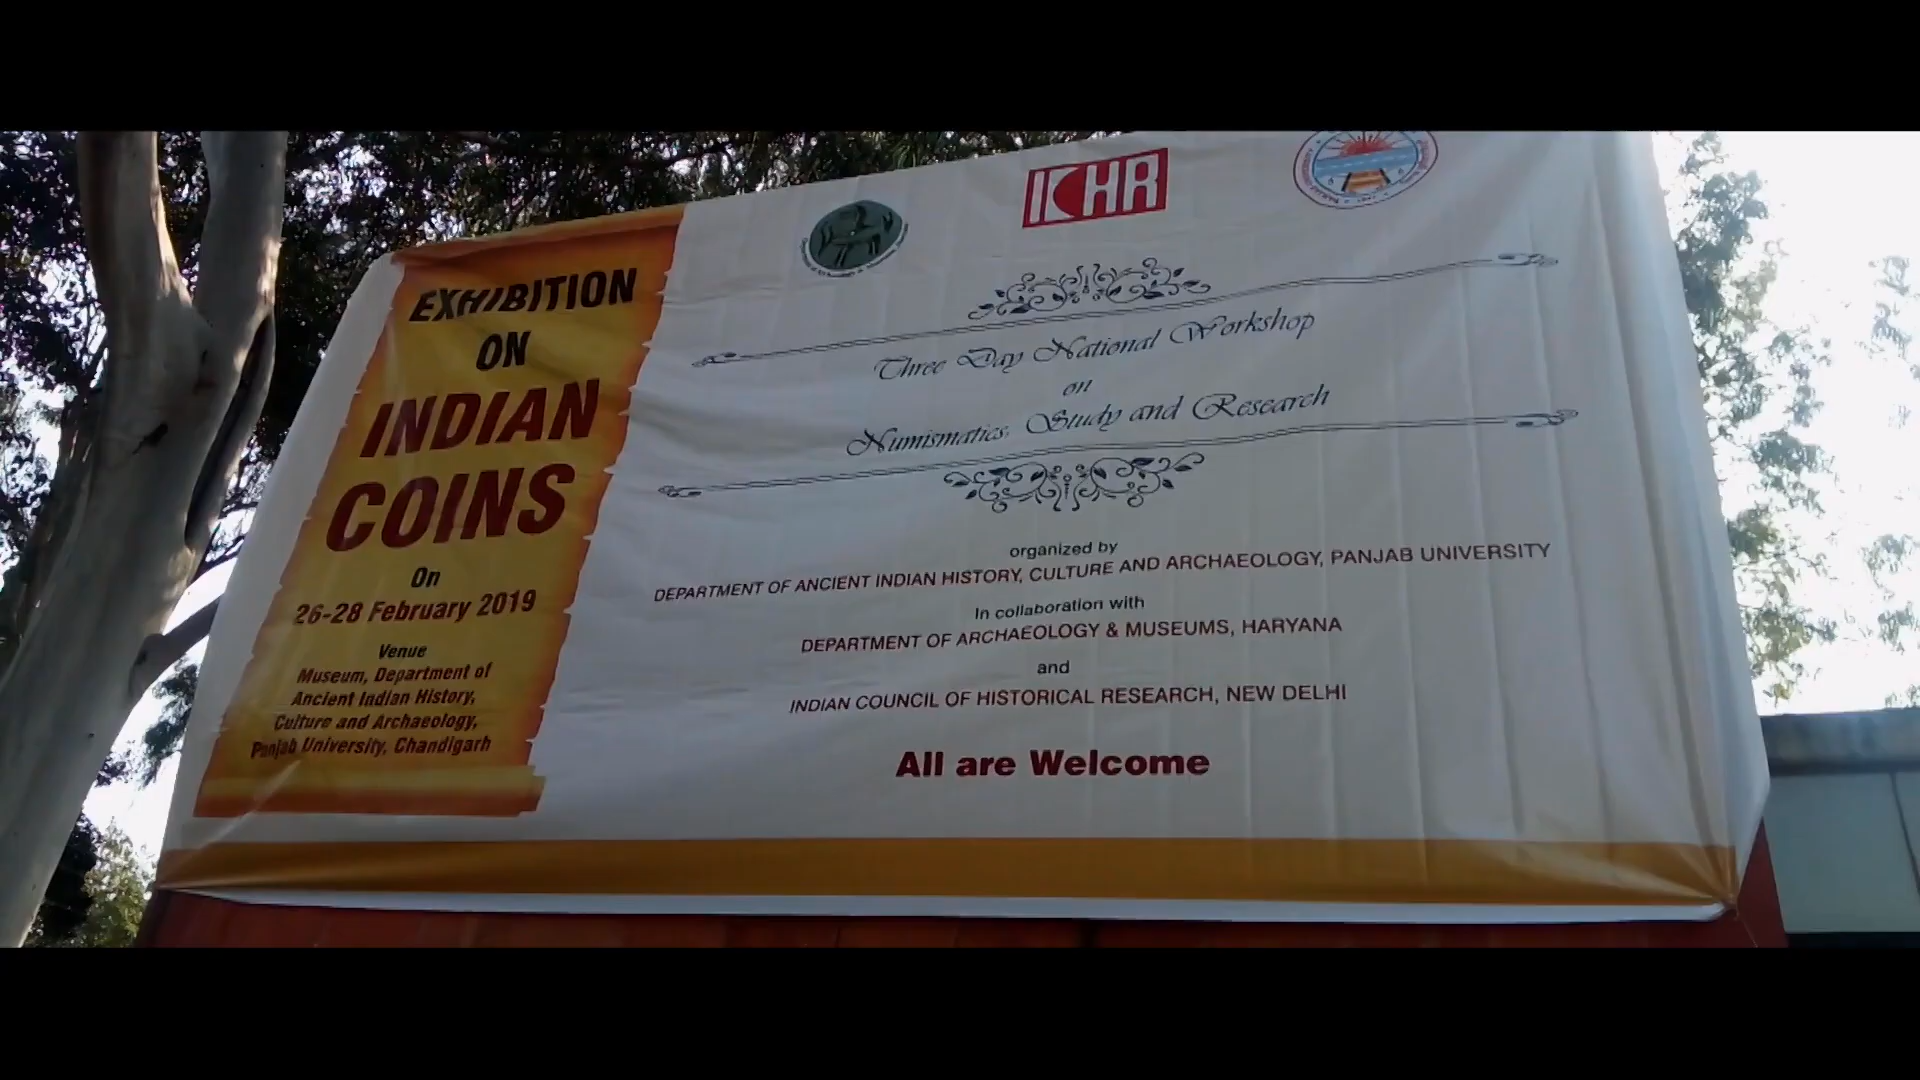 EXHIBITION
ON
INDIAN
COINS
On
26-28 February 2019
Venue
Museum, Department of
Ancient Indian History,
Culture and Archaeology,
Panjab University, Chandigarh
ICHR
Three Day National Workshop
on
Numismatics, Study and Research
organized by
DEPARTMENT OF ANCIENT INDIAN HISTORY, CULTURE AND ARCHAEOLOGY, PANJAB UNIVERSITY
In collaboration with
DEPARTMENT OF ARCHAEOLOGY & MUSEUMS, HARYANA
and
INDIAN COUNCIL OF HISTORICAL RESEARCH, NEW DELHI
All are Welcome